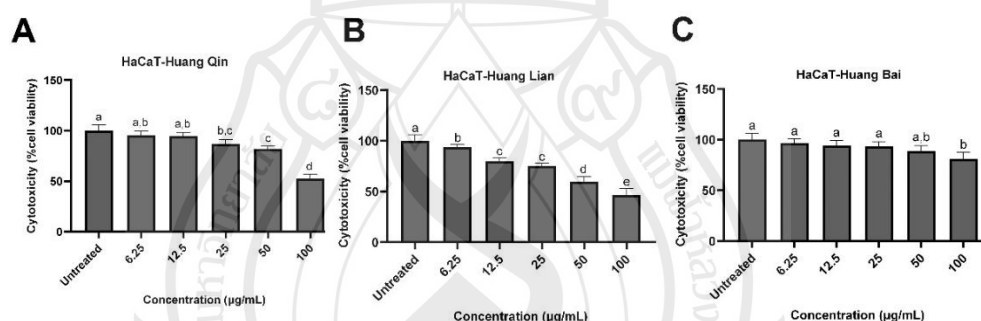 A
HaCaT-Huang Qin
Cytotoxicity (%cell viability)
150
100
50
0
a
a,b
a,b
b,c
c
d
Untreated
6.25
12.5
25
50
100
Concentration (µg/mL)
B
HaCaT-Huang Lian
Cytotoxicity (%cell viability)
150
100
50
0
a
b
c
c
d
e
Untreated
6.25
12.5
25
50
100
Concentration (µg/mL)
C
HaCaT-Huang Bai
Cytotoxicity (%cell viability)
150
100
50
0
a
a
a
a
a,b
b
Untreated
6.25
12.5
25
50
100
Concentration (µg/mL)